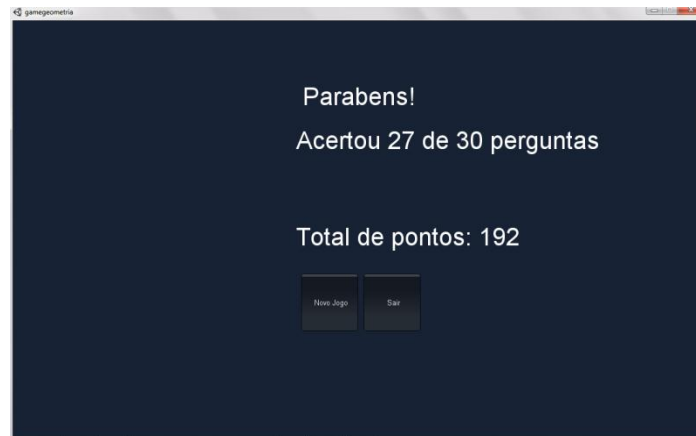 gamegeometria
Parabens!
Acertou 27 de 30 perguntas
Total de pontos: 192
Novo Jogo
Sair